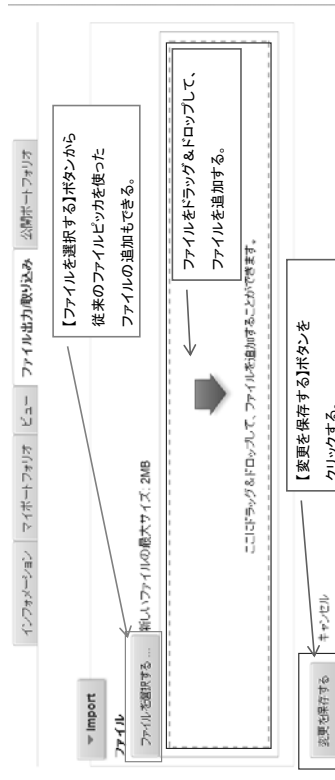 インフォメーション マイポートフォリオ ビュー ファイル出力/取り込み 公開ポートフォリオ
Import
ファイル
ファイルを選択する ... 新しいファイルの最大サイズ: 2MB
【ファイルを選択する】ボタンから
従来のファイルピッカを使った
ファイルの追加もできる。
ファイルをドラッグ&ドロップして、
ファイルを追加する。
ここにドラッグ&ドロップして、ファイルを追加することができます。
変更を保存する キャンセル
【変更を保存する】ボタンを
クリックする。